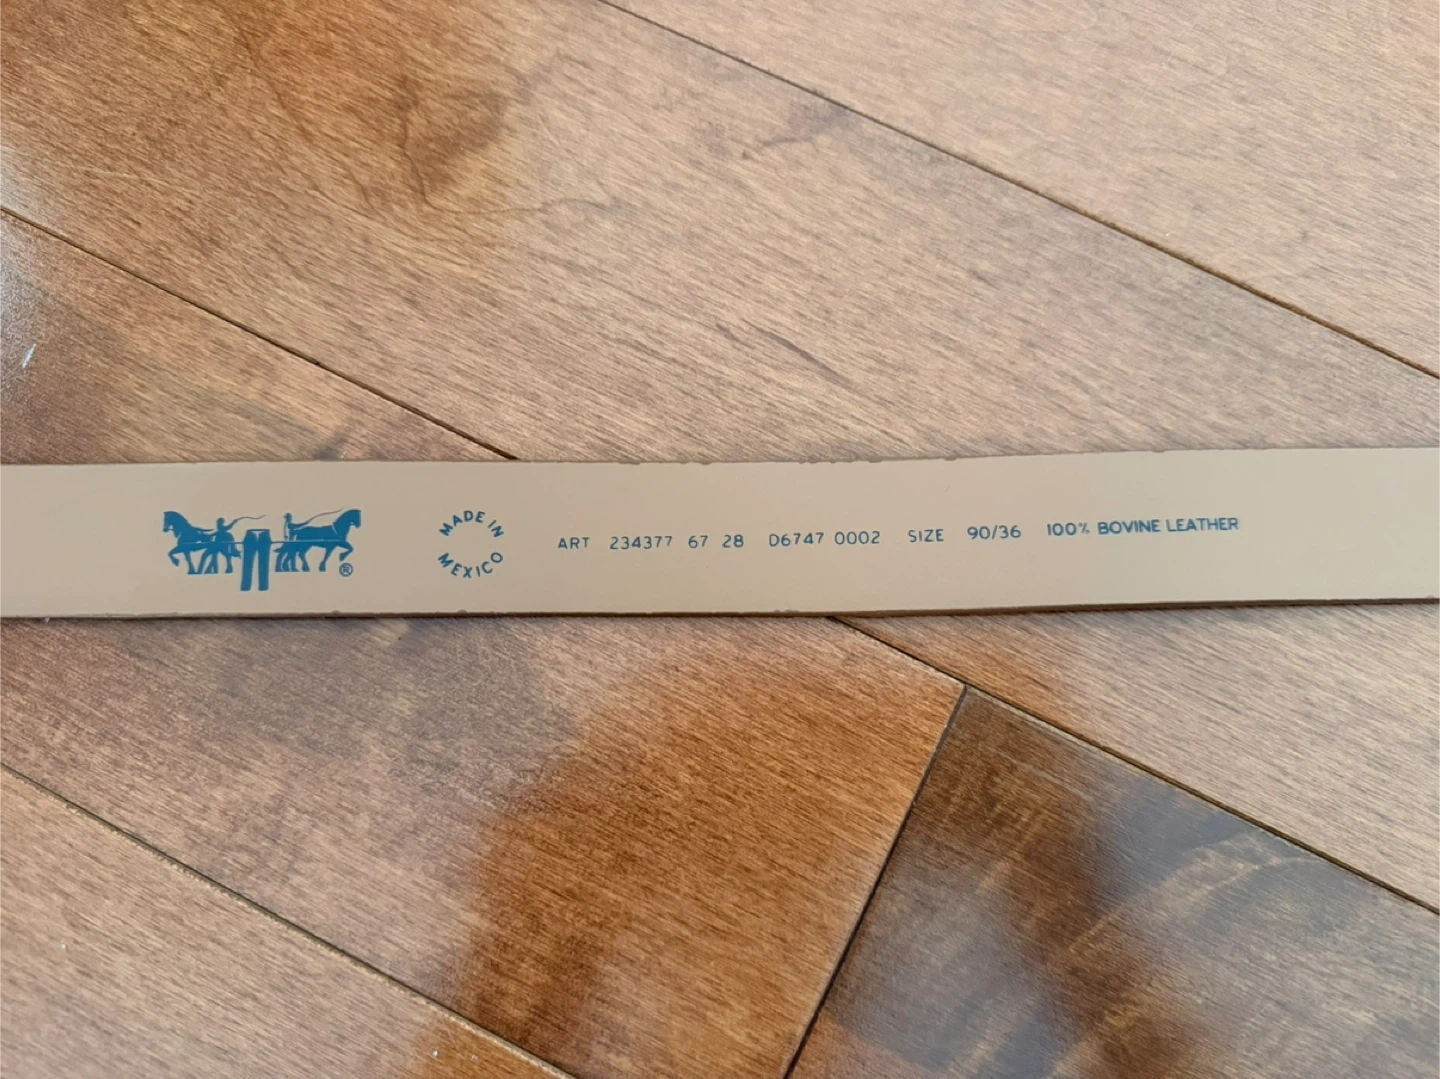 MADE IN
MEXICO
ART 234377 67 28 D6747 0002 SIZE 90/36 100% BOVINE LEATHER
®